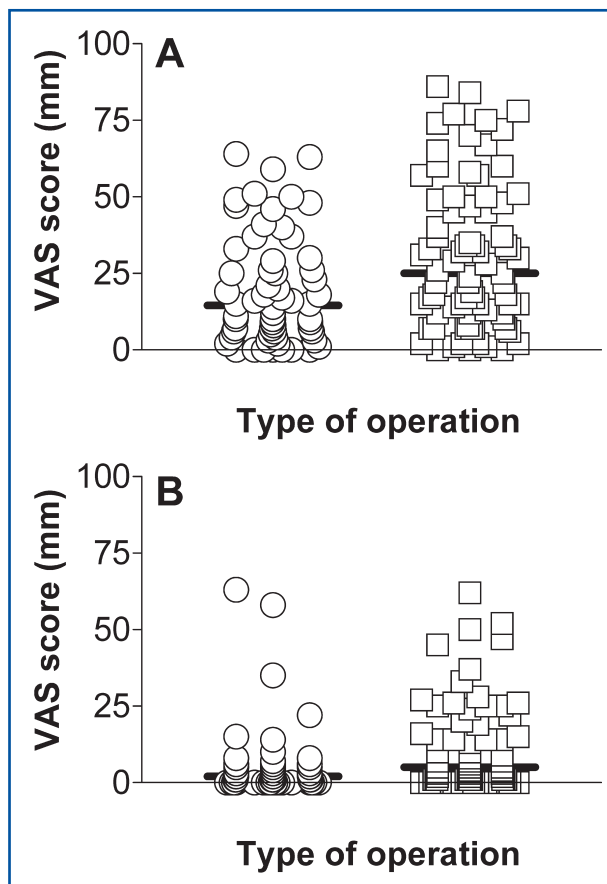 A
VAS score (mm)
100
75
50
25
0
Type of operation
B
VAS score (mm)
100
75
50
25
0
Type of operation